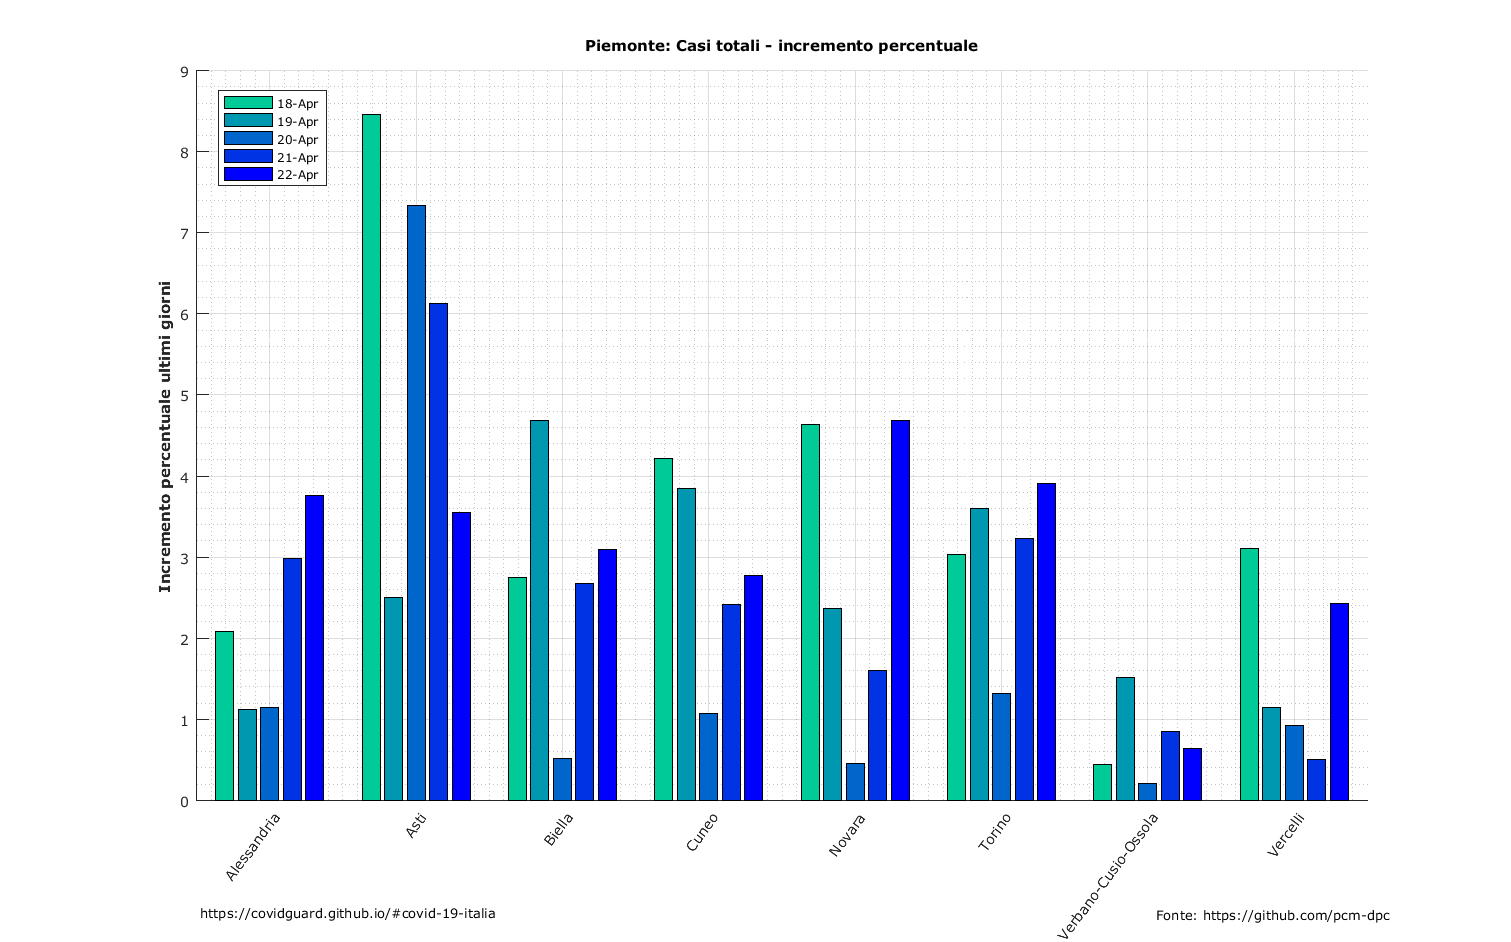 Piemonte: Casi totali - incremento percentuale
Incremento percentuale ultimi giorni
9
8
7
6
5
4
3
2
1
0
18-Apr
19-Apr
20-Apr
21-Apr
22-Apr
Alessandria
Asti
Biella
Cuneo
Novara
Torino
Verbano-Cusio-Ossola
Vercelli
https://covidguard.github.io/#covid-19-italia
Fonte: https://github.com/pcm-dpc